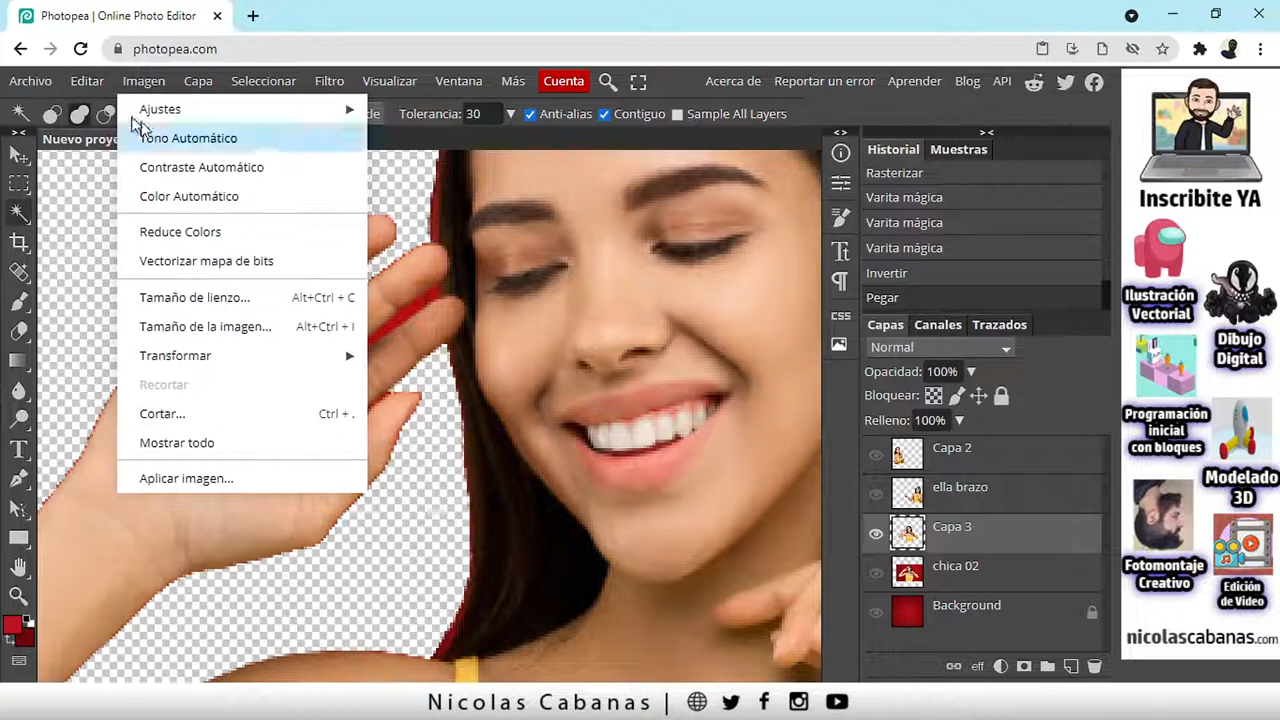 Photopea | Online Photo Editor
photopea.com
Archivo Editar Imagen Capa Seleccionar Filtro Visualizar Ventana Más Cuenta Acerca de Reportar un error Aprender Blog API
de Tolerancia: 30 Anti-alias Contiguo Sample All Layers
Nuevo proye
Ajustes
Tono Automático
Contraste Automático
Color Automático
Reduce Colors
Vectorizar mapa de bits
Tamaño de lienzo... Alt+Ctrl + C
Tamaño de la imagen... Alt+Ctrl + I
Transformar
Recortar
Cortar... Ctrl + .
Mostrar todo
Aplicar imagen...
CSS
Historial Muestras
Rasterizar
Varita mágica
Varita mágica
Varita mágica
Invertir
Pegar
Capas Canales Trazados
Normal
Opacidad: 100%
Bloquear:
Relleno: 100%
Capa 2
ella brazo
Capa 3
chica 02
Background
eff
Inscribite YA
Ilustración
Vectorial
Dibujo
Digital
Programación
inicial
con bloques
Modelado
3D
Fotomontaje
Creativo
Edición
de Video
nicolascabanas.com
Nicolas Cabanas |